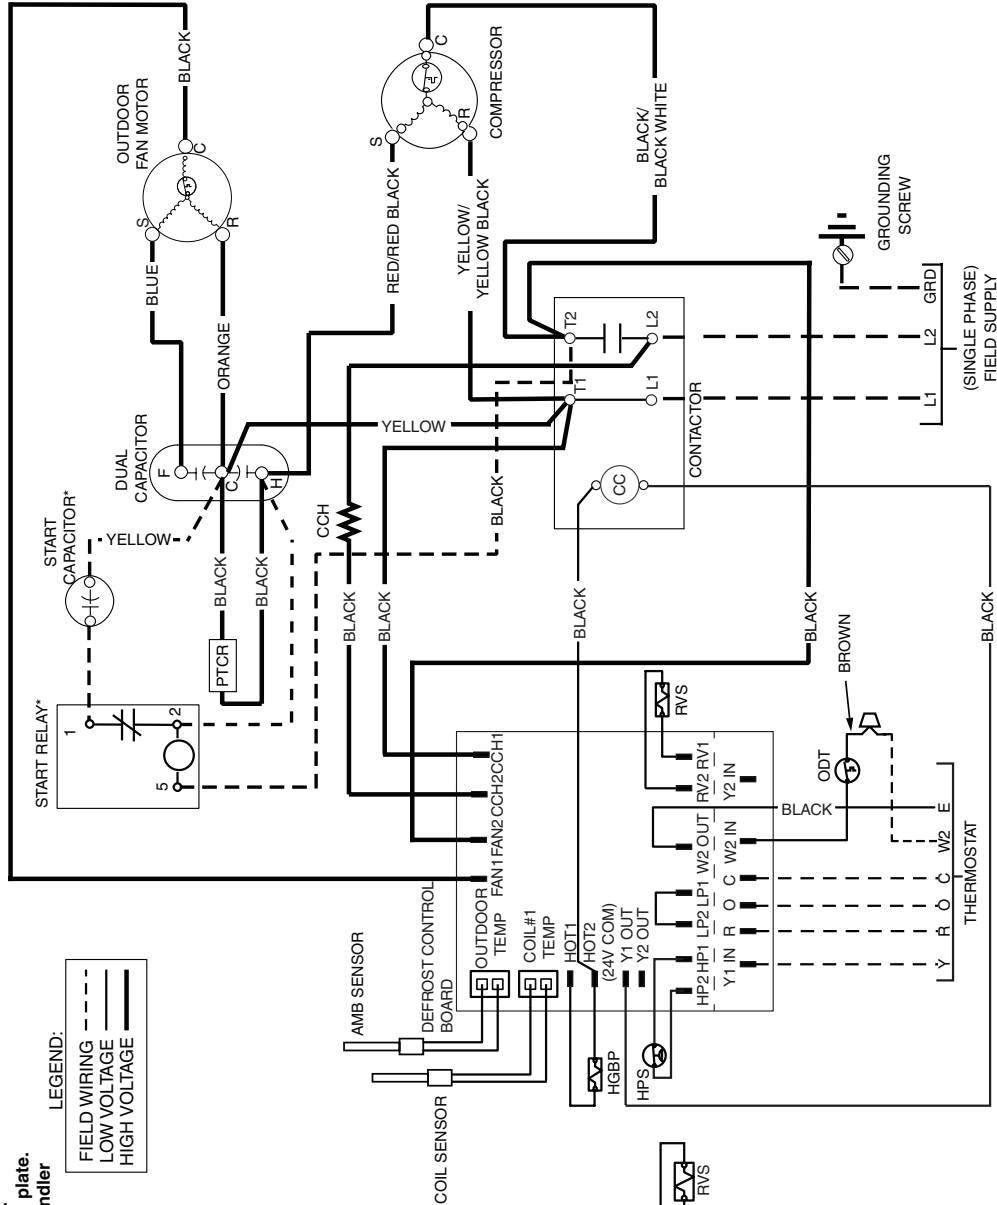 plate.
ndler
LEGEND:
FIELD WIRING
LOW VOLTAGE
HIGH VOLTAGE
START RELAY*
1
2
5
START
CAPACITOR*
YELLOW
PTCR
BLACK
BLACK
DUAL
CAPACITOR
F
C
H
BLUE
ORANGE
OUTDOOR
FAN MOTOR
S
R
C
BLACK
COMPRESSOR
S
R
C
RED/RED BLACK
YELLOW/
YELLOW BLACK
BLACK/
BLACK WHITE
YELLOW
CCH
BLACK
BLACK
BLACK
CONTACTOR
T1
T2
L1
L2
CC
BLACK
BLACK
BLACK
GROUNDING
SCREW
L1
L2
GRD
(SINGLE PHASE)
FIELD SUPPLY
AMB SENSOR
COIL SENSOR
DEFROST CONTROL
BOARD
OUTDOOR
TEMP
COIL#1
TEMP
FAN1
FAN2
CCH2
CCH1
HOT1
HOT2
(24V COM)
Y1 OUT
Y2 OUT
HP2
HP1
LP2
LP1
W2 OUT
RV2
RV1
Y1 IN
R
O
C
W2 IN
Y2 IN
HGBP
HPS
RVS
ODT
BROWN
BLACK
Y
R
O
C
W2
E
THERMOSTAT
RVS